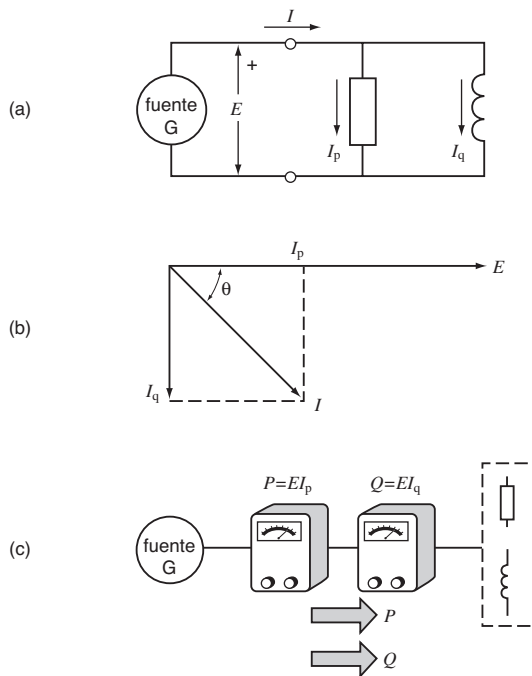 (a)
I
fuente
G
+
E
Ip
Iq
(b)
Ip
E
θ
Iq
I
(c)
P=EIp
Q=EIq
fuente
G
P
Q